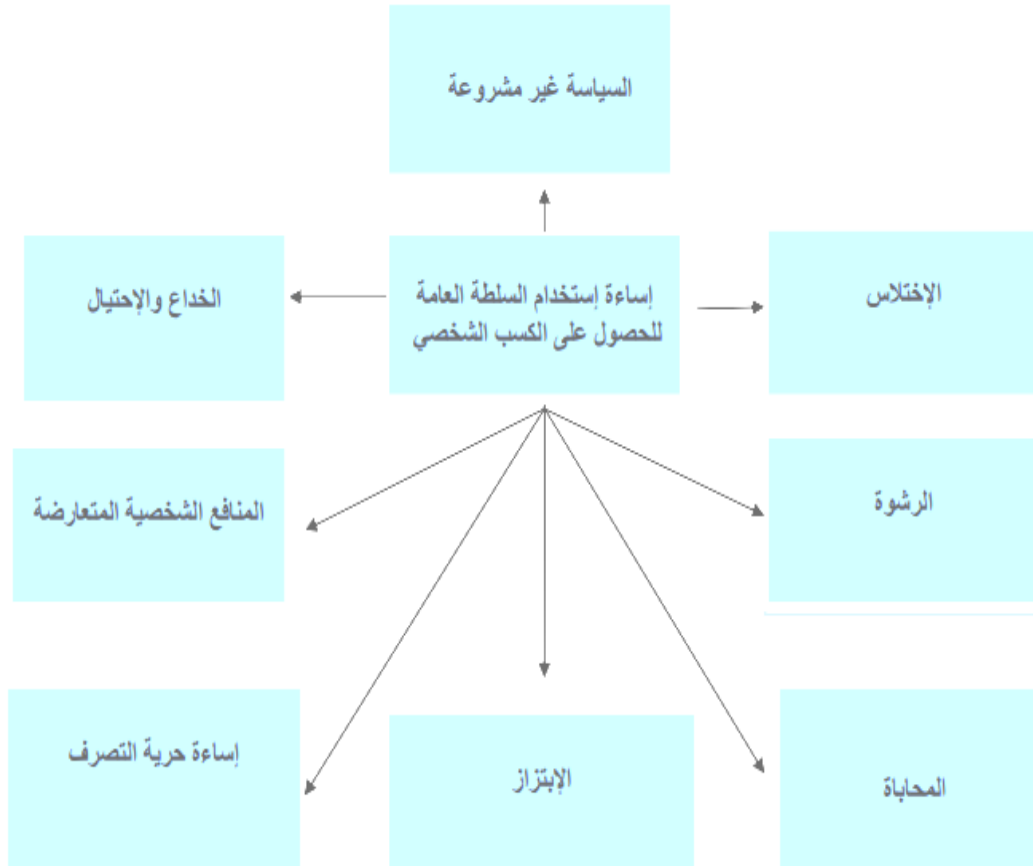 السياسة غير مشروعة
الإختلاس
إساءة إستخدام السلطة العامة
للحصول على الكسب الشخصي
الخداع والإحتيال
الرشوة
المنافع الشخصية المتعارضة
المحاباة
الإبتزاز
إساءة حرية التصرف